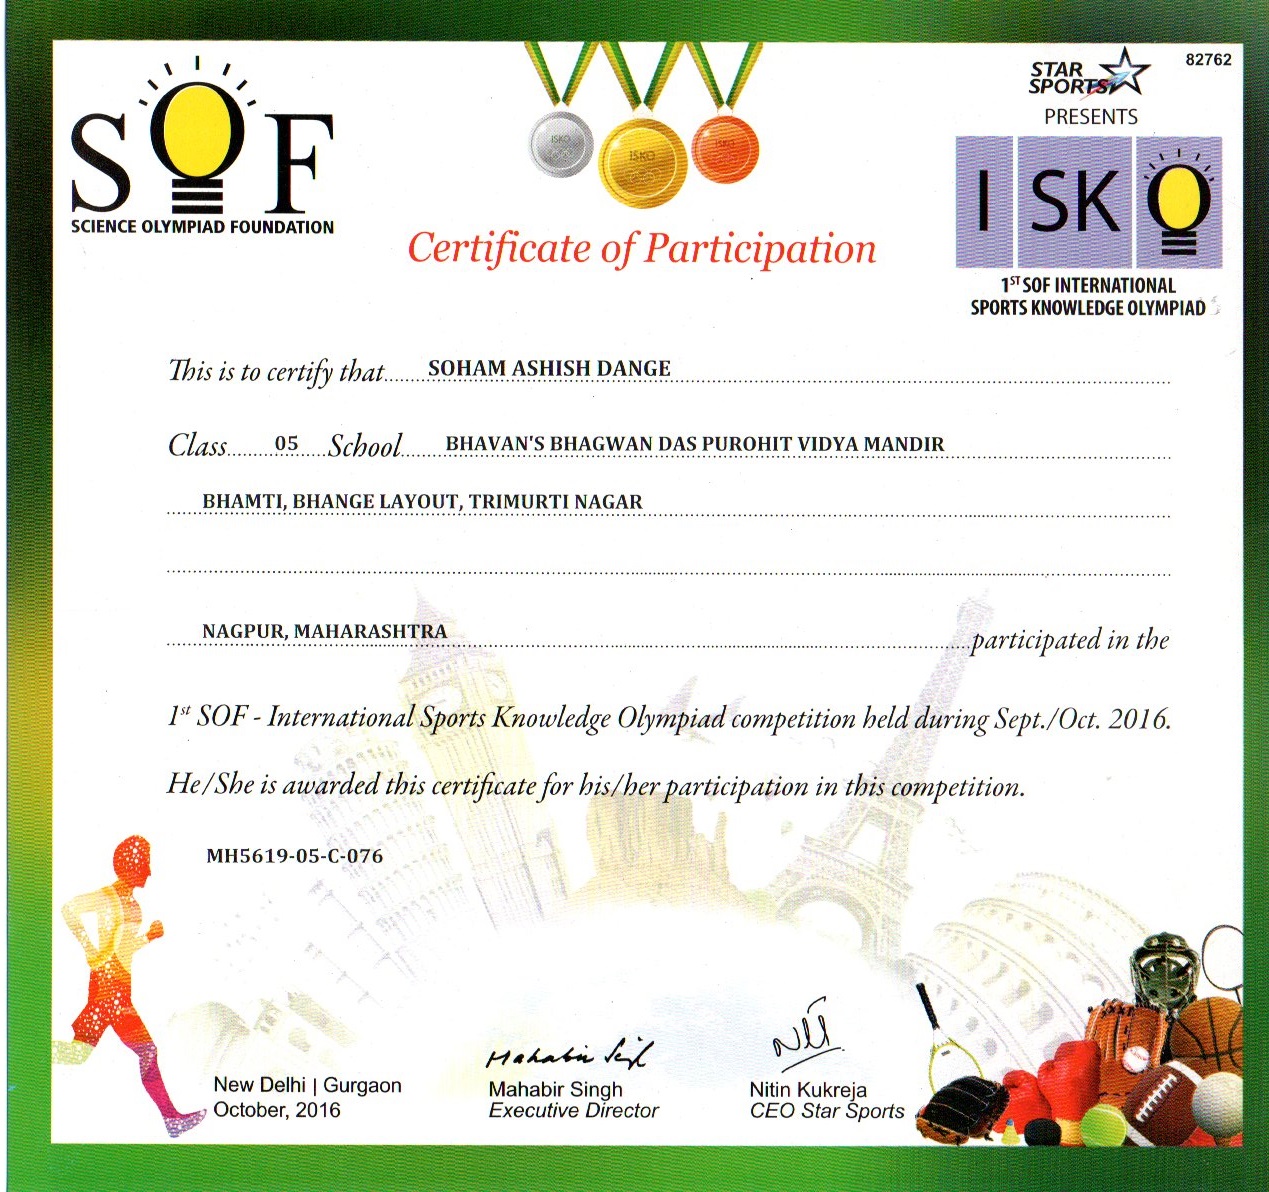 SOF
SCIENCE OLYMPIAD FOUNDATION
ISKO
ISKO
ISKO
STAR
SPORTS
82762
PRESENTS
ISKO
1ST SOF INTERNATIONAL
SPORTS KNOWLEDGE OLYMPIAD
Certificate of Participation
This is to certify that SOHAM ASHISH DANGE
Class 05 School BHAVAN'S BHAGWAN DAS PUROHIT VIDYA MANDIR
BHAMTI, BHANGE LAYOUT, TRIMURTI NAGAR
NAGPUR, MAHARASHTRA participated in the
1st SOF - International Sports Knowledge Olympiad competition held during Sept./Oct. 2016.
He/She is awarded this certificate for his/her participation in this competition.
MH5619-05-C-076
New Delhi | Gurgaon
October, 2016
Mahabir Singh
Mahabir Singh
Executive Director
Nitin Kukreja
CEO Star Sports